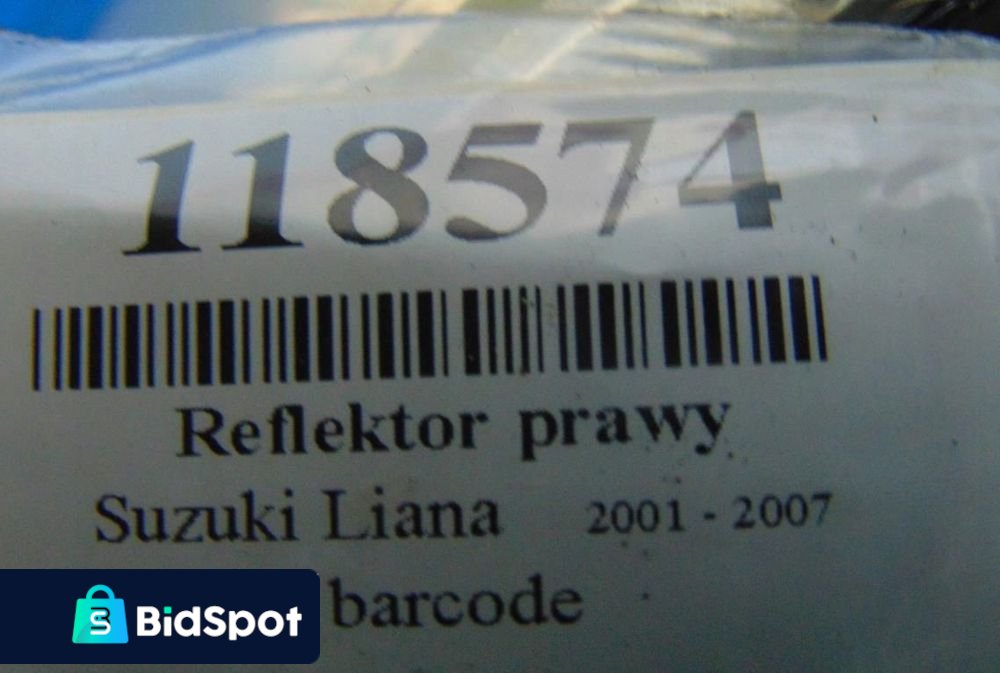 118574
Reflektor prawy
Suzuki Liana 2001 - 2007
barcode
BidSpot